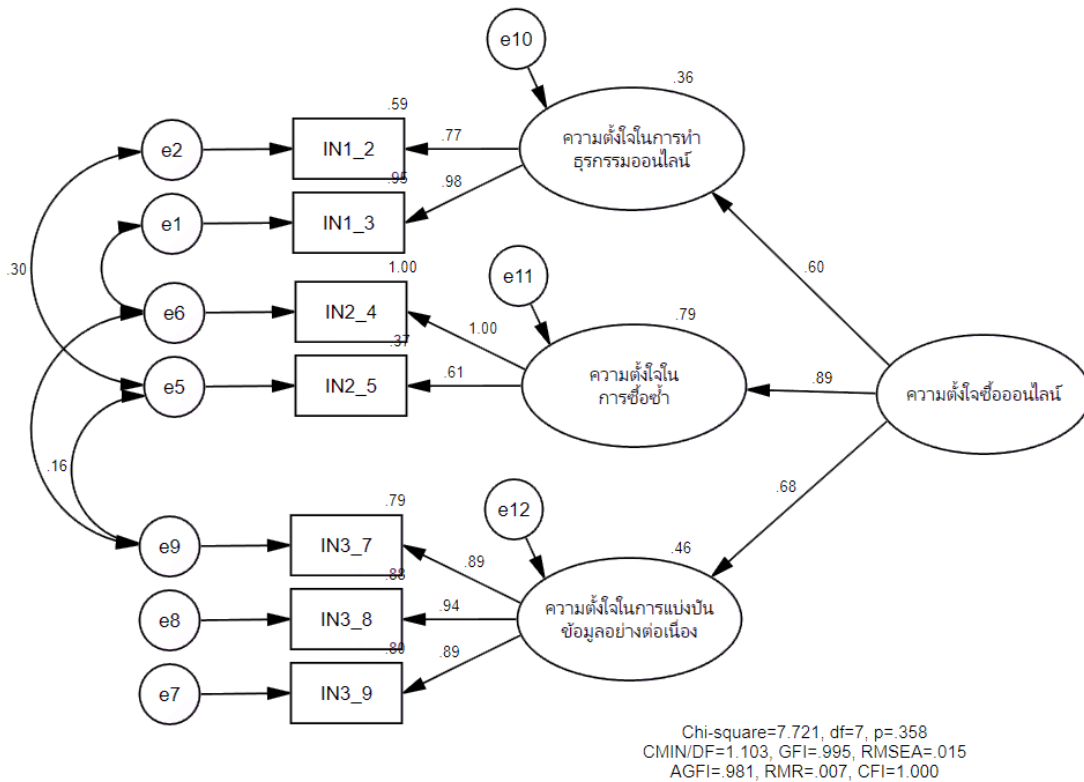 e10
.36
.59
ความตั้งใจในการทำ
ธุรกรรมออนไลน์
e2
IN1_2
.77
.95
.98
e1
IN1_3
.30
.60
1.00
e11
e6
IN2_4
1.00
.79
.37
ความตั้งใจใน
การซื้อซ้ำ
e5
IN2_5
.61
.89
ความตั้งใจซื้อออนไลน์
.16
.68
.79
e12
.46
e9
IN3_7
.89
.88
ความตั้งใจในการแบ่งปัน
ข้อมูลอย่างต่อเนื่อง
e8
IN3_8
.94
.80
.89
e7
IN3_9
Chi-square=7.721, df=7, p=.358
CMIN/DF=1.103, GFI=.995, RMSEA=.015
AGFI=.981, RMR=.007, CFI=1.000